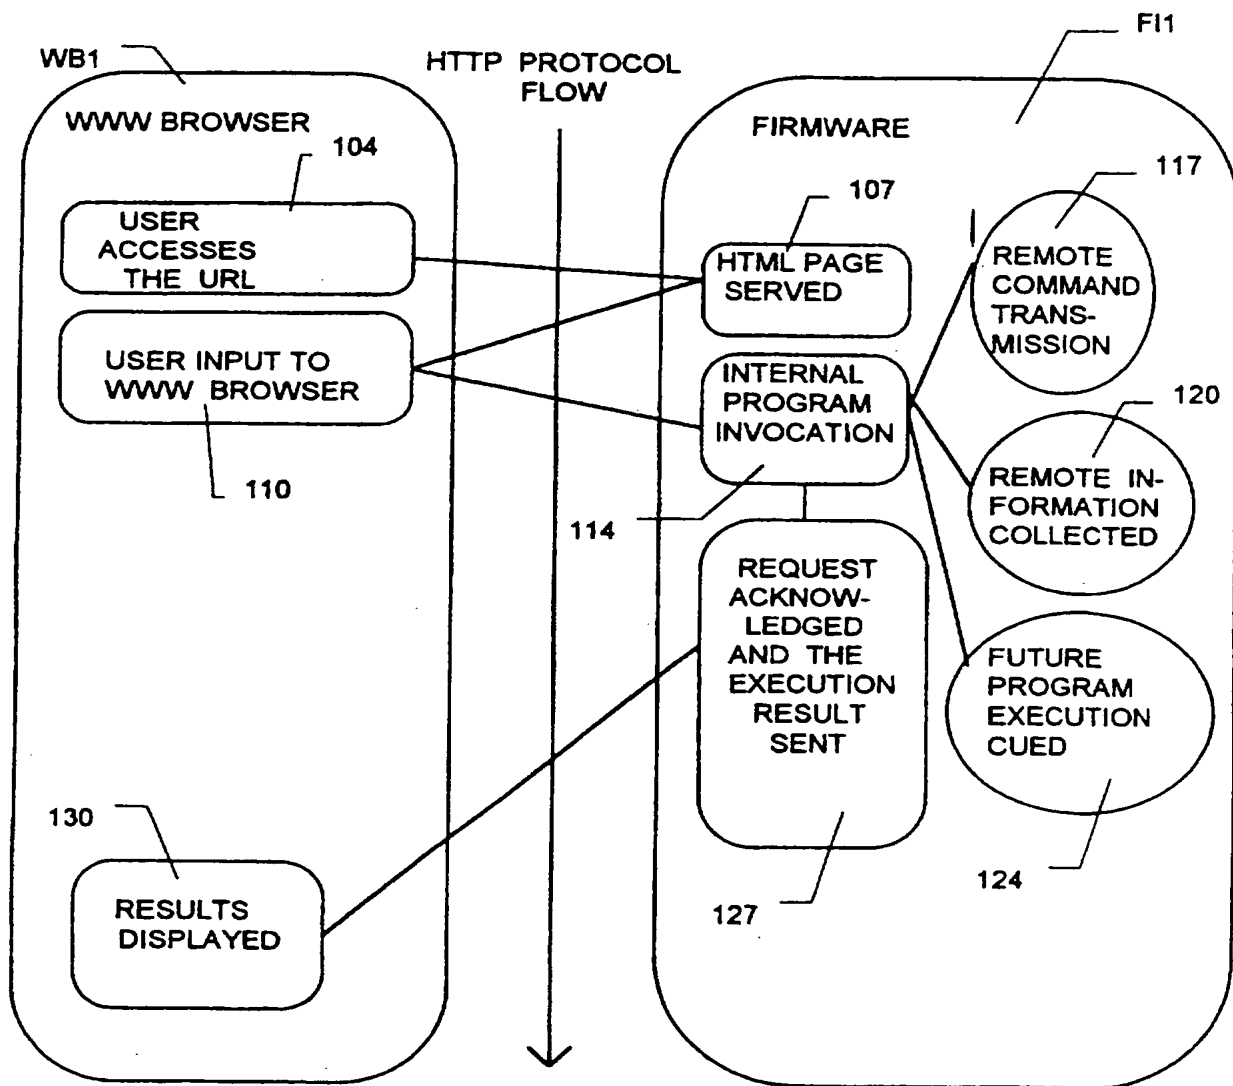 WB1
WWW BROWSER
104
USER
ACCESSES
THE URL
USER INPUT TO
WWW BROWSER
110
130
RESULTS
DISPLAYED
HTTP PROTOCOL
FLOW
FI1
FIRMWARE
107
HTML PAGE
SERVED
INTERNAL
PROGRAM
INVOCATION
114
REQUEST
ACKNOW-
LEDGED
AND THE
EXECUTION
RESULT
SENT
127
117
REMOTE
COMMAND
TRANS-
MISSION
120
REMOTE IN-
FORMATION
COLLECTED
FUTURE
PROGRAM
EXECUTION
CUED
124